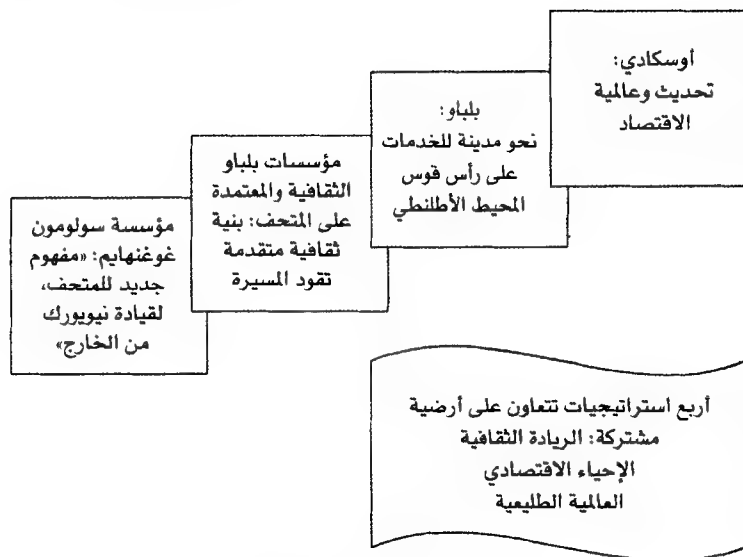 أوسكادي:
تحديث وعالمية
الاقتصاد
بلباو:
نحو مدينة للخدمات
على رأس قوس
المحيط الأطلنطي
مؤسسات بلباو
الثقافية والمعتمدة
على المتحف: بنية
ثقافية متقدمة
تقود المسيرة
مؤسسة سولومون
غوغنهايم: «مفهوم
جديد للمتحف،
لقيادة نيويورك
من الخارج»
أربع استراتيجيات تتعاون على أرضية
مشتركة: الريادة الثقافية
الإحياء الاقتصادي
العالمية الطليعية